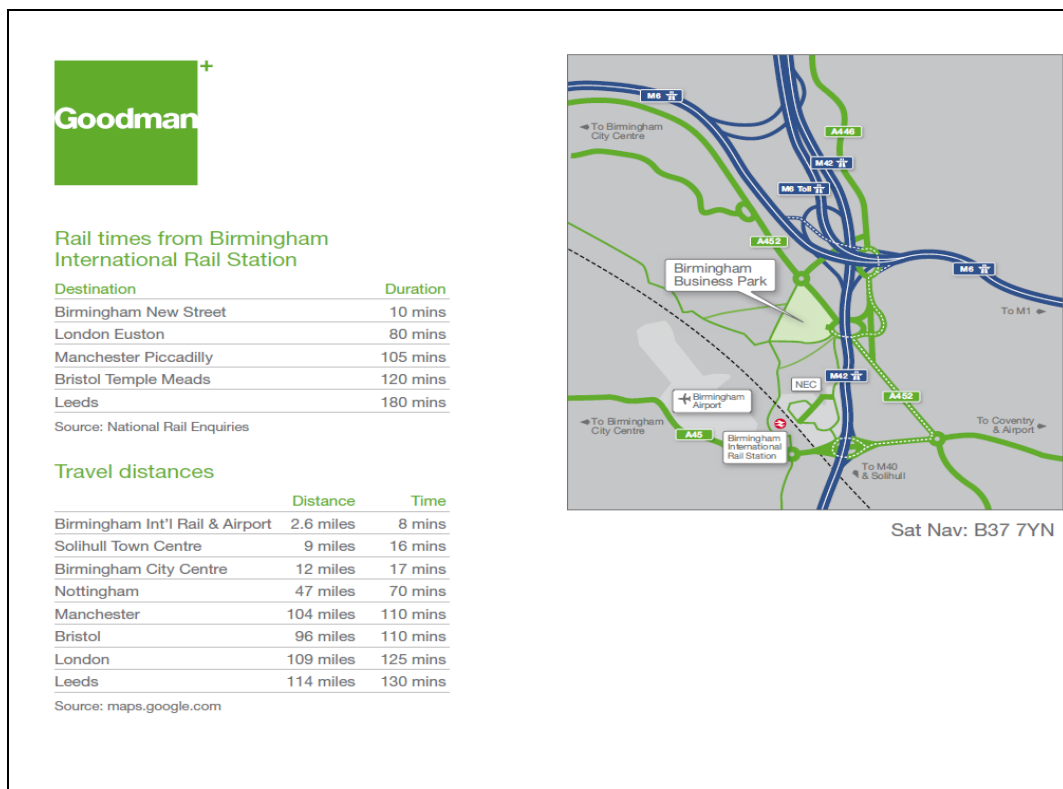 Goodman
+
Rail times from Birmingham
International Rail Station
Destination Duration
Birmingham New Street 10 mins
London Euston 80 mins
Manchester Piccadilly 105 mins
Bristol Temple Meads 120 mins
Leeds 180 mins
Source: National Rail Enquiries
Travel distances
Distance Time
Birmingham Int'l Rail & Airport 2.6 miles 8 mins
Solihull Town Centre 9 miles 16 mins
Birmingham City Centre 12 miles 17 mins
Nottingham 47 miles 70 mins
Manchester 104 miles 110 mins
Bristol 96 miles 110 mins
London 109 miles 125 mins
Leeds 114 miles 130 mins
Source: maps.google.com
M6
To Birmingham
City Centre
A446
M42
M6 Toll
A452
Birmingham
Business Park
M6
To M1
M42
NEC
A452
Birmingham
Airport
To Birmingham
City Centre
A45
Birmingham
International
Rail Station
To Coventry
& Airport
To M40
& Solihull
Sat Nav: B37 7YN